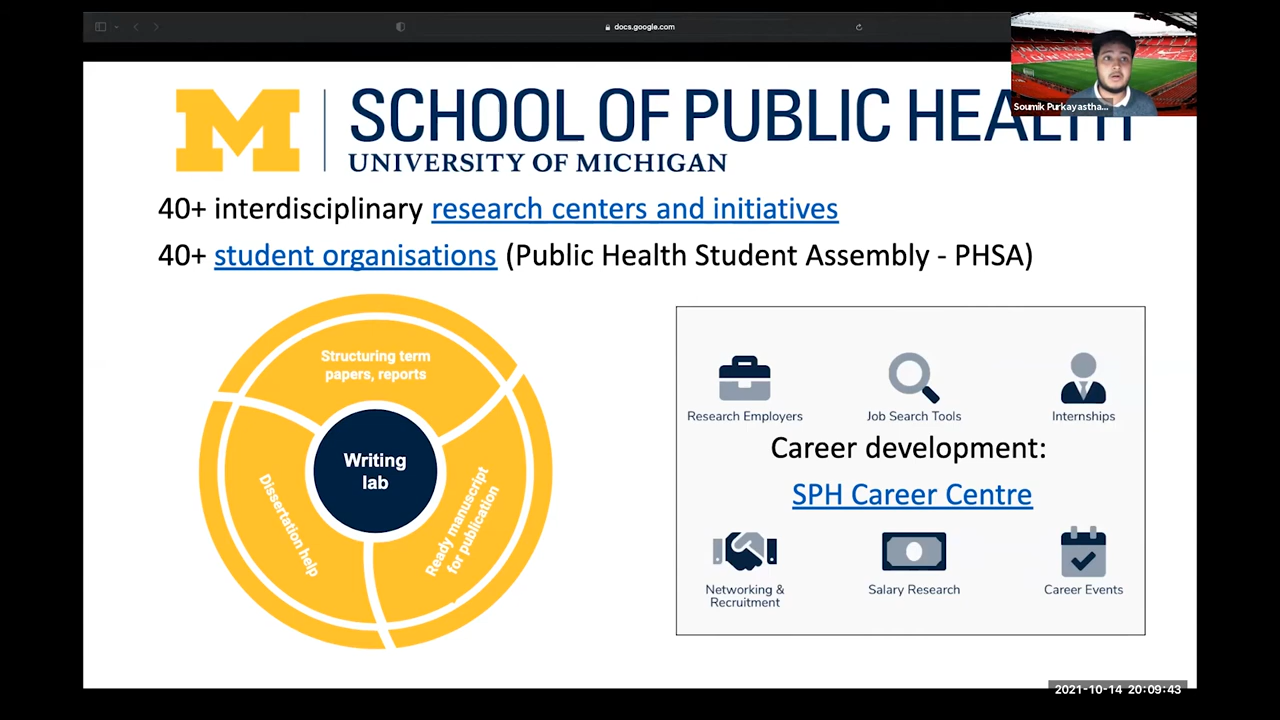 docs.google.com
Soumik Purkayastha...
SCHOOL OF PUBLIC HEALTH
UNIVERSITY OF MICHIGAN
40+ interdisciplinary research centers and initiatives
40+ student organisations (Public Health Student Assembly - PHSA)
Structuring term
papers, reports
Writing
lab
Dissertation help
Ready manuscript
for publication
Research Employers
Job Search Tools
Internships
Career development:
SPH Career Centre
Networking &
Recruitment
Salary Research
Career Events
2021-10-14 20:09:43